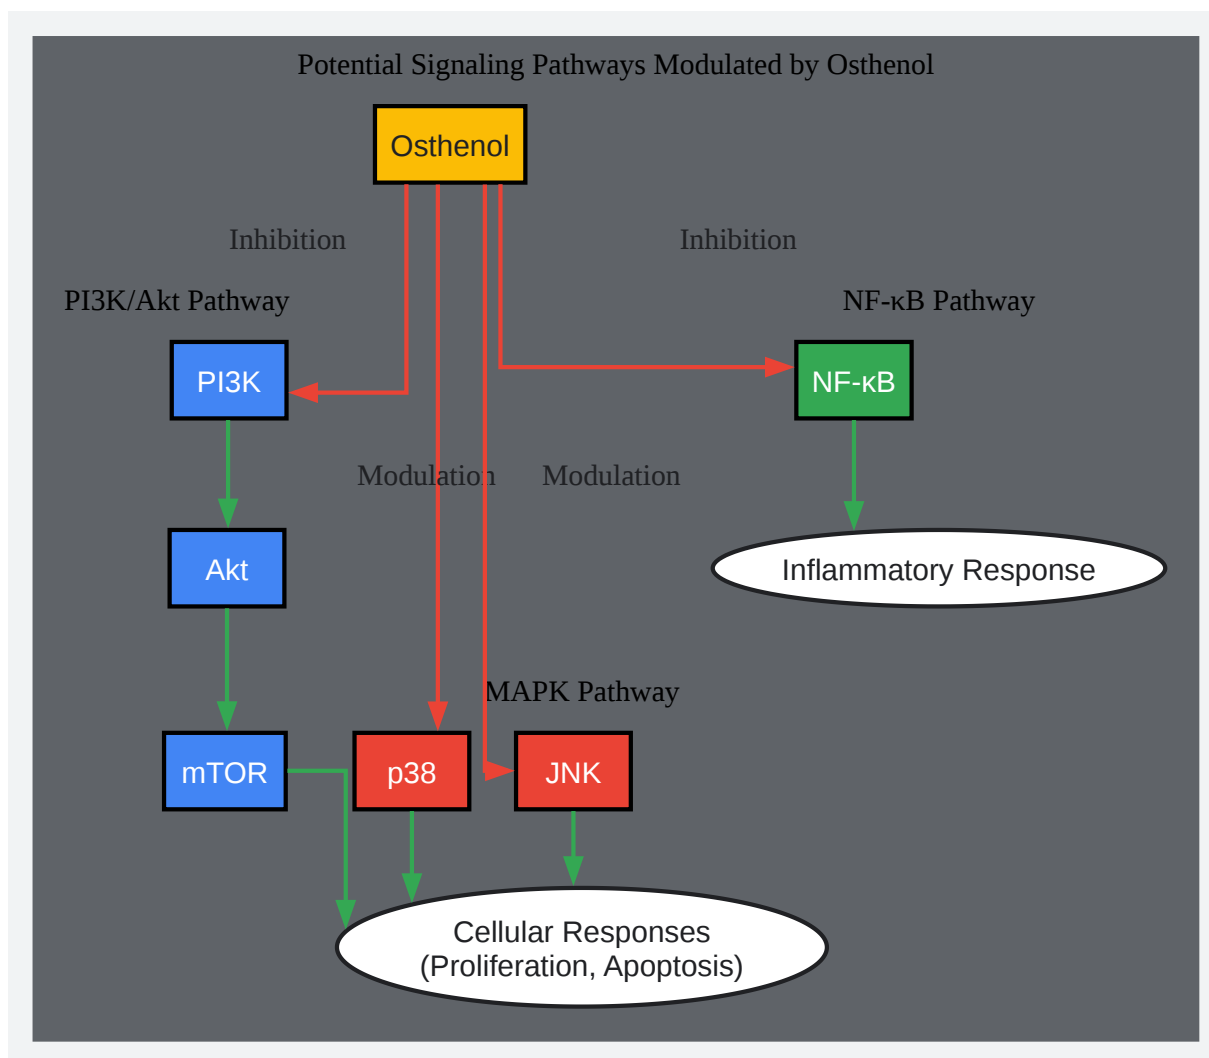 Potential Signaling Pathways Modulated by Osthenol
Osthenol
Inhibition
Inhibition
PI3K/Akt Pathway
NF-κB Pathway
PI3K
NF-κB
Modulation
Modulation
Akt
Inflammatory Response
MAPK Pathway
mTOR
p38
JNK
Cellular Responses
(Proliferation, Apoptosis)